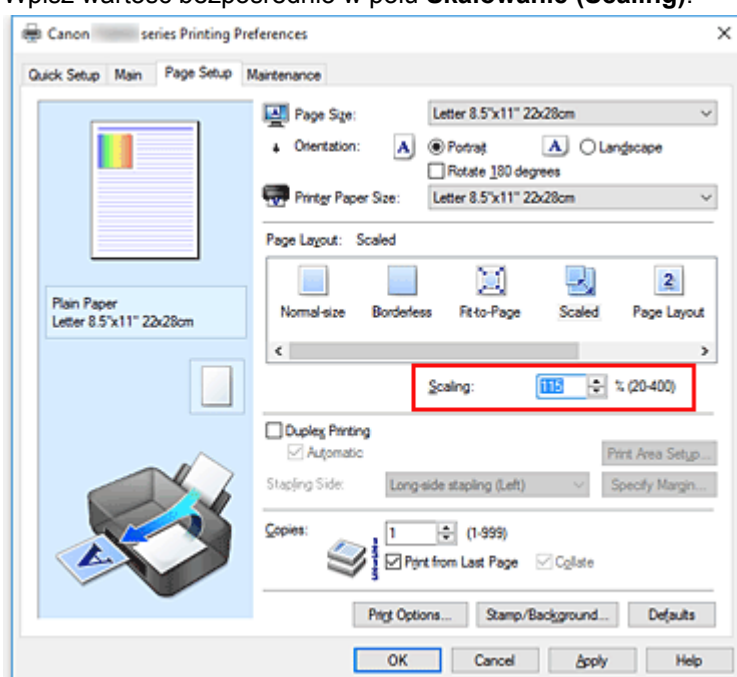 Wpisz wartość bezpośrednio w polu Skalowanie (Scaling).
Canon series Printing Preferences
Quick Setup Main Page Setup Maintenance
Page Size: Letter 8.5"x11" 22x28cm
Orientation: A Portrait A Landscape
Rotate 180 degrees
Printer Paper Size: Letter 8.5"x11" 22x28cm
Page Layout: Scaled
Normal-size Borderless Fit-to-Page Scaled Page Layout
Plain Paper
Letter 8.5"x11" 22x28cm
Scaling: 115 % (20-400)
Duplex Printing
Automatic Print Area Setup...
Stapling Side: Long-side stapling (Left) Specify Margin...
Copies: 1 (1-999)
Print from Last Page Collate
Print Options... Stamp/Background... Defaults
OK Cancel Apply Help